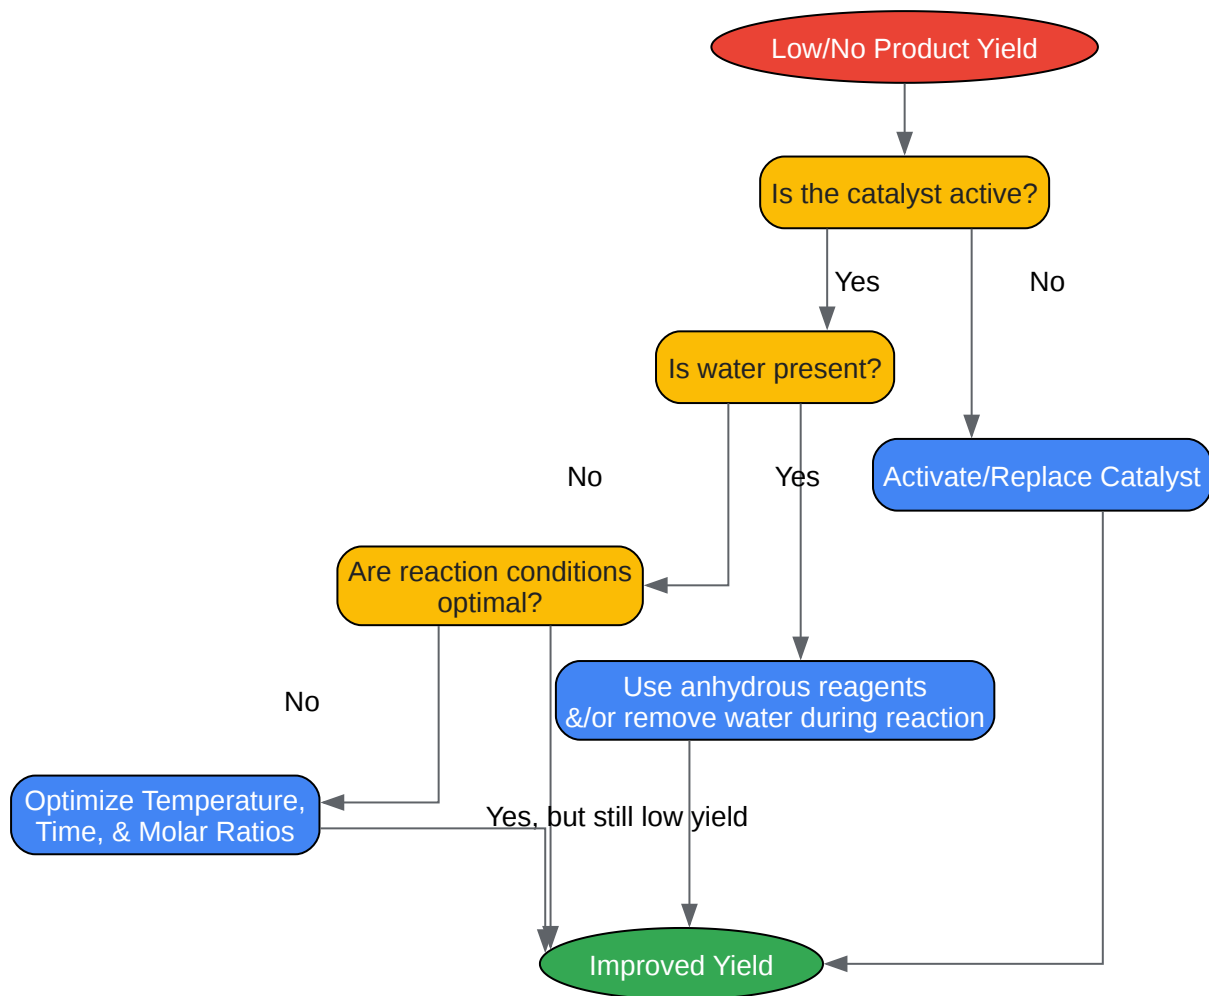 Low/No Product Yield
Is the catalyst active?
Yes
No
Is water present?
No
Yes
Activate/Replace Catalyst
Are reaction conditions
optimal?
Use anhydrous reagents
&/or remove water during reaction
No
Optimize Temperature,
Time, & Molar Ratios
Yes, but still low yield
Improved Yield